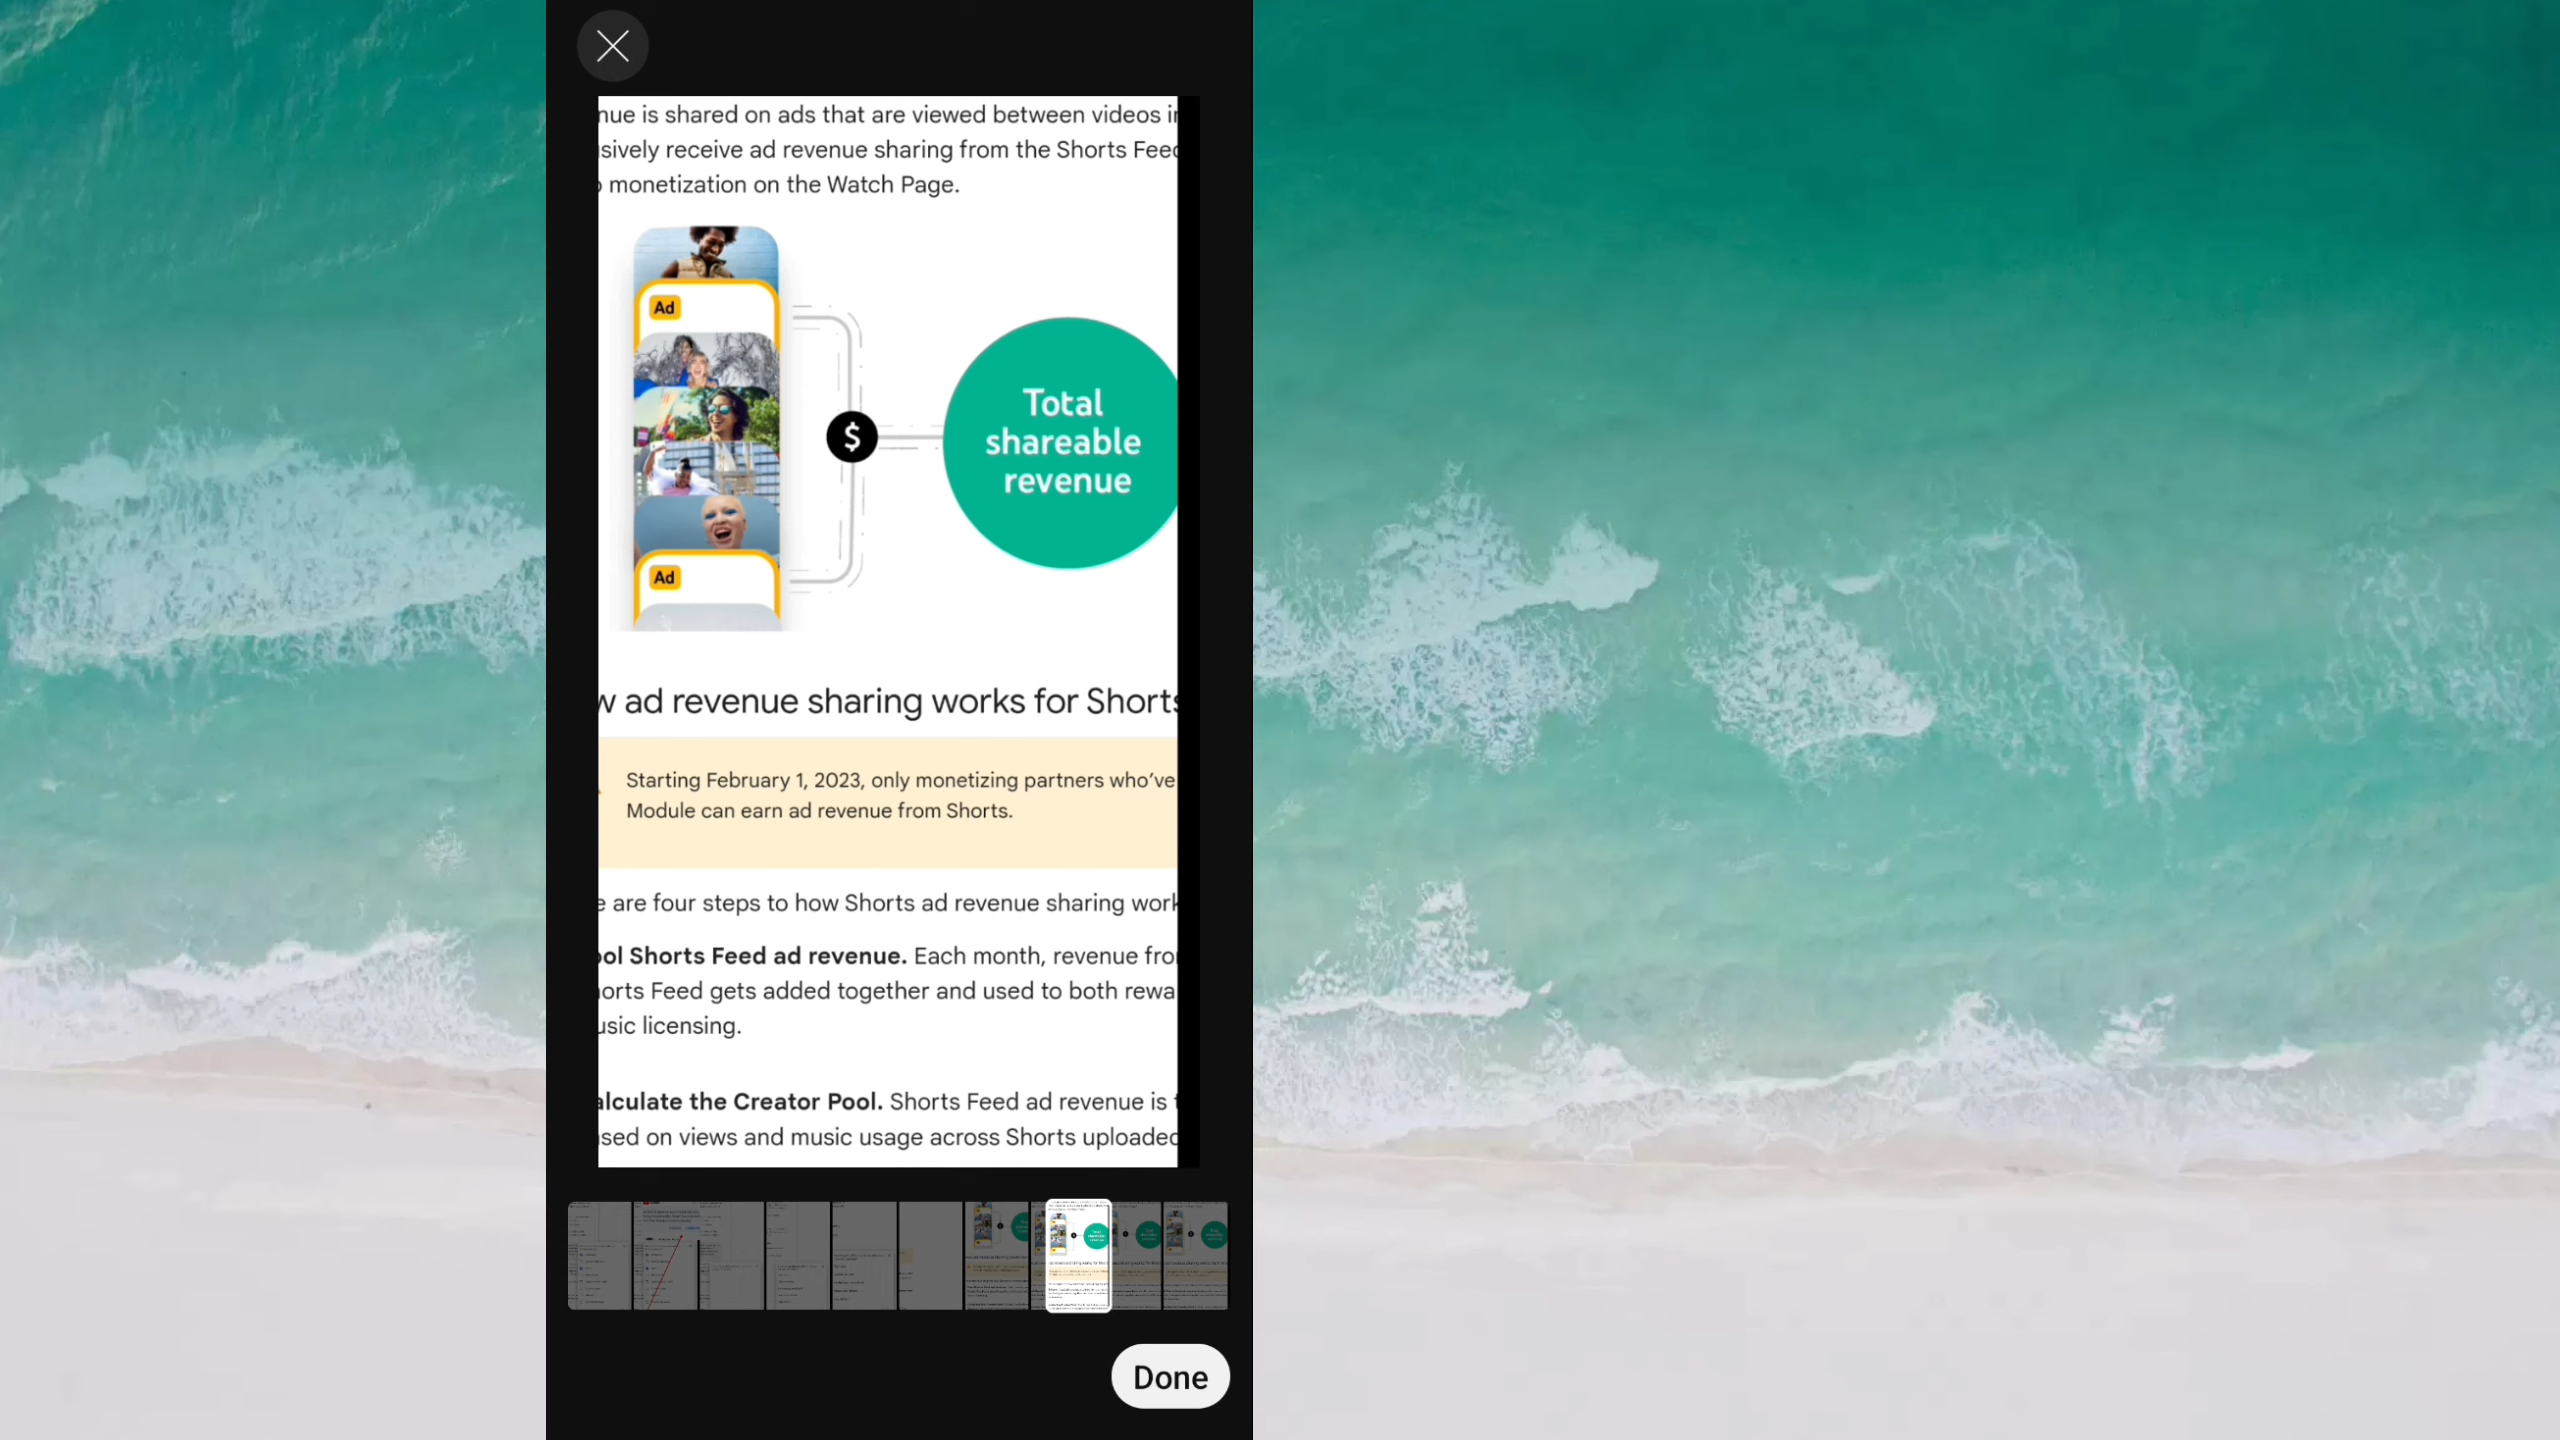 nue is shared on ads that are viewed between videos in
sively receive ad revenue sharing from the Shorts Feed
monetization on the Watch Page.
Ad
$
Total
shareable
revenue
Ad
w ad revenue sharing works for Shorts
Starting February 1, 2023, only monetizing partners who've
Module can earn ad revenue from Shorts.
e are four steps to how Shorts ad revenue sharing work
ol Shorts Feed ad revenue. Each month, revenue fro
orts Feed gets added together and used to both rewa
usic licensing.
alculate the Creator Pool. Shorts Feed ad revenue is
sed on views and music usage across Shorts uploaded
Done